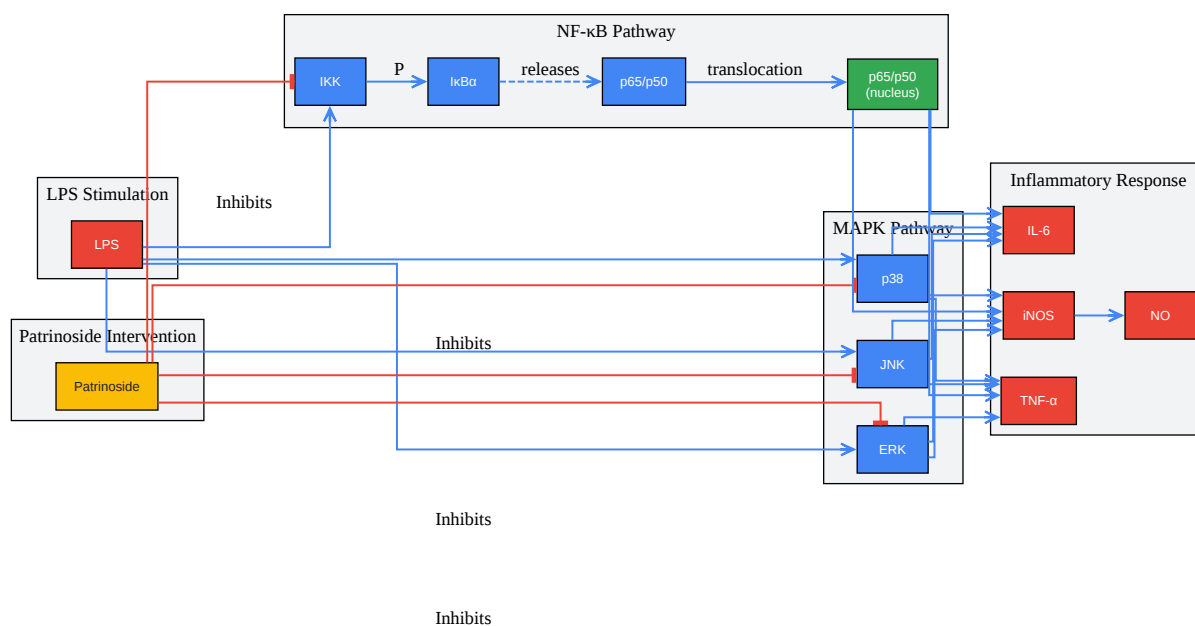 NF-κB Pathway
IKK
P
IκBα
releases
p65/p50
translocation
p65/p50
(nucleus)
LPS Stimulation
LPS
Inhibits
Inflammatory Response
IL-6
iNOS
NO
TNF-α
MAPK Pathway
p38
JNK
ERK
Patrinoside Intervention
Patrinoside
Inhibits
Inhibits
Inhibits